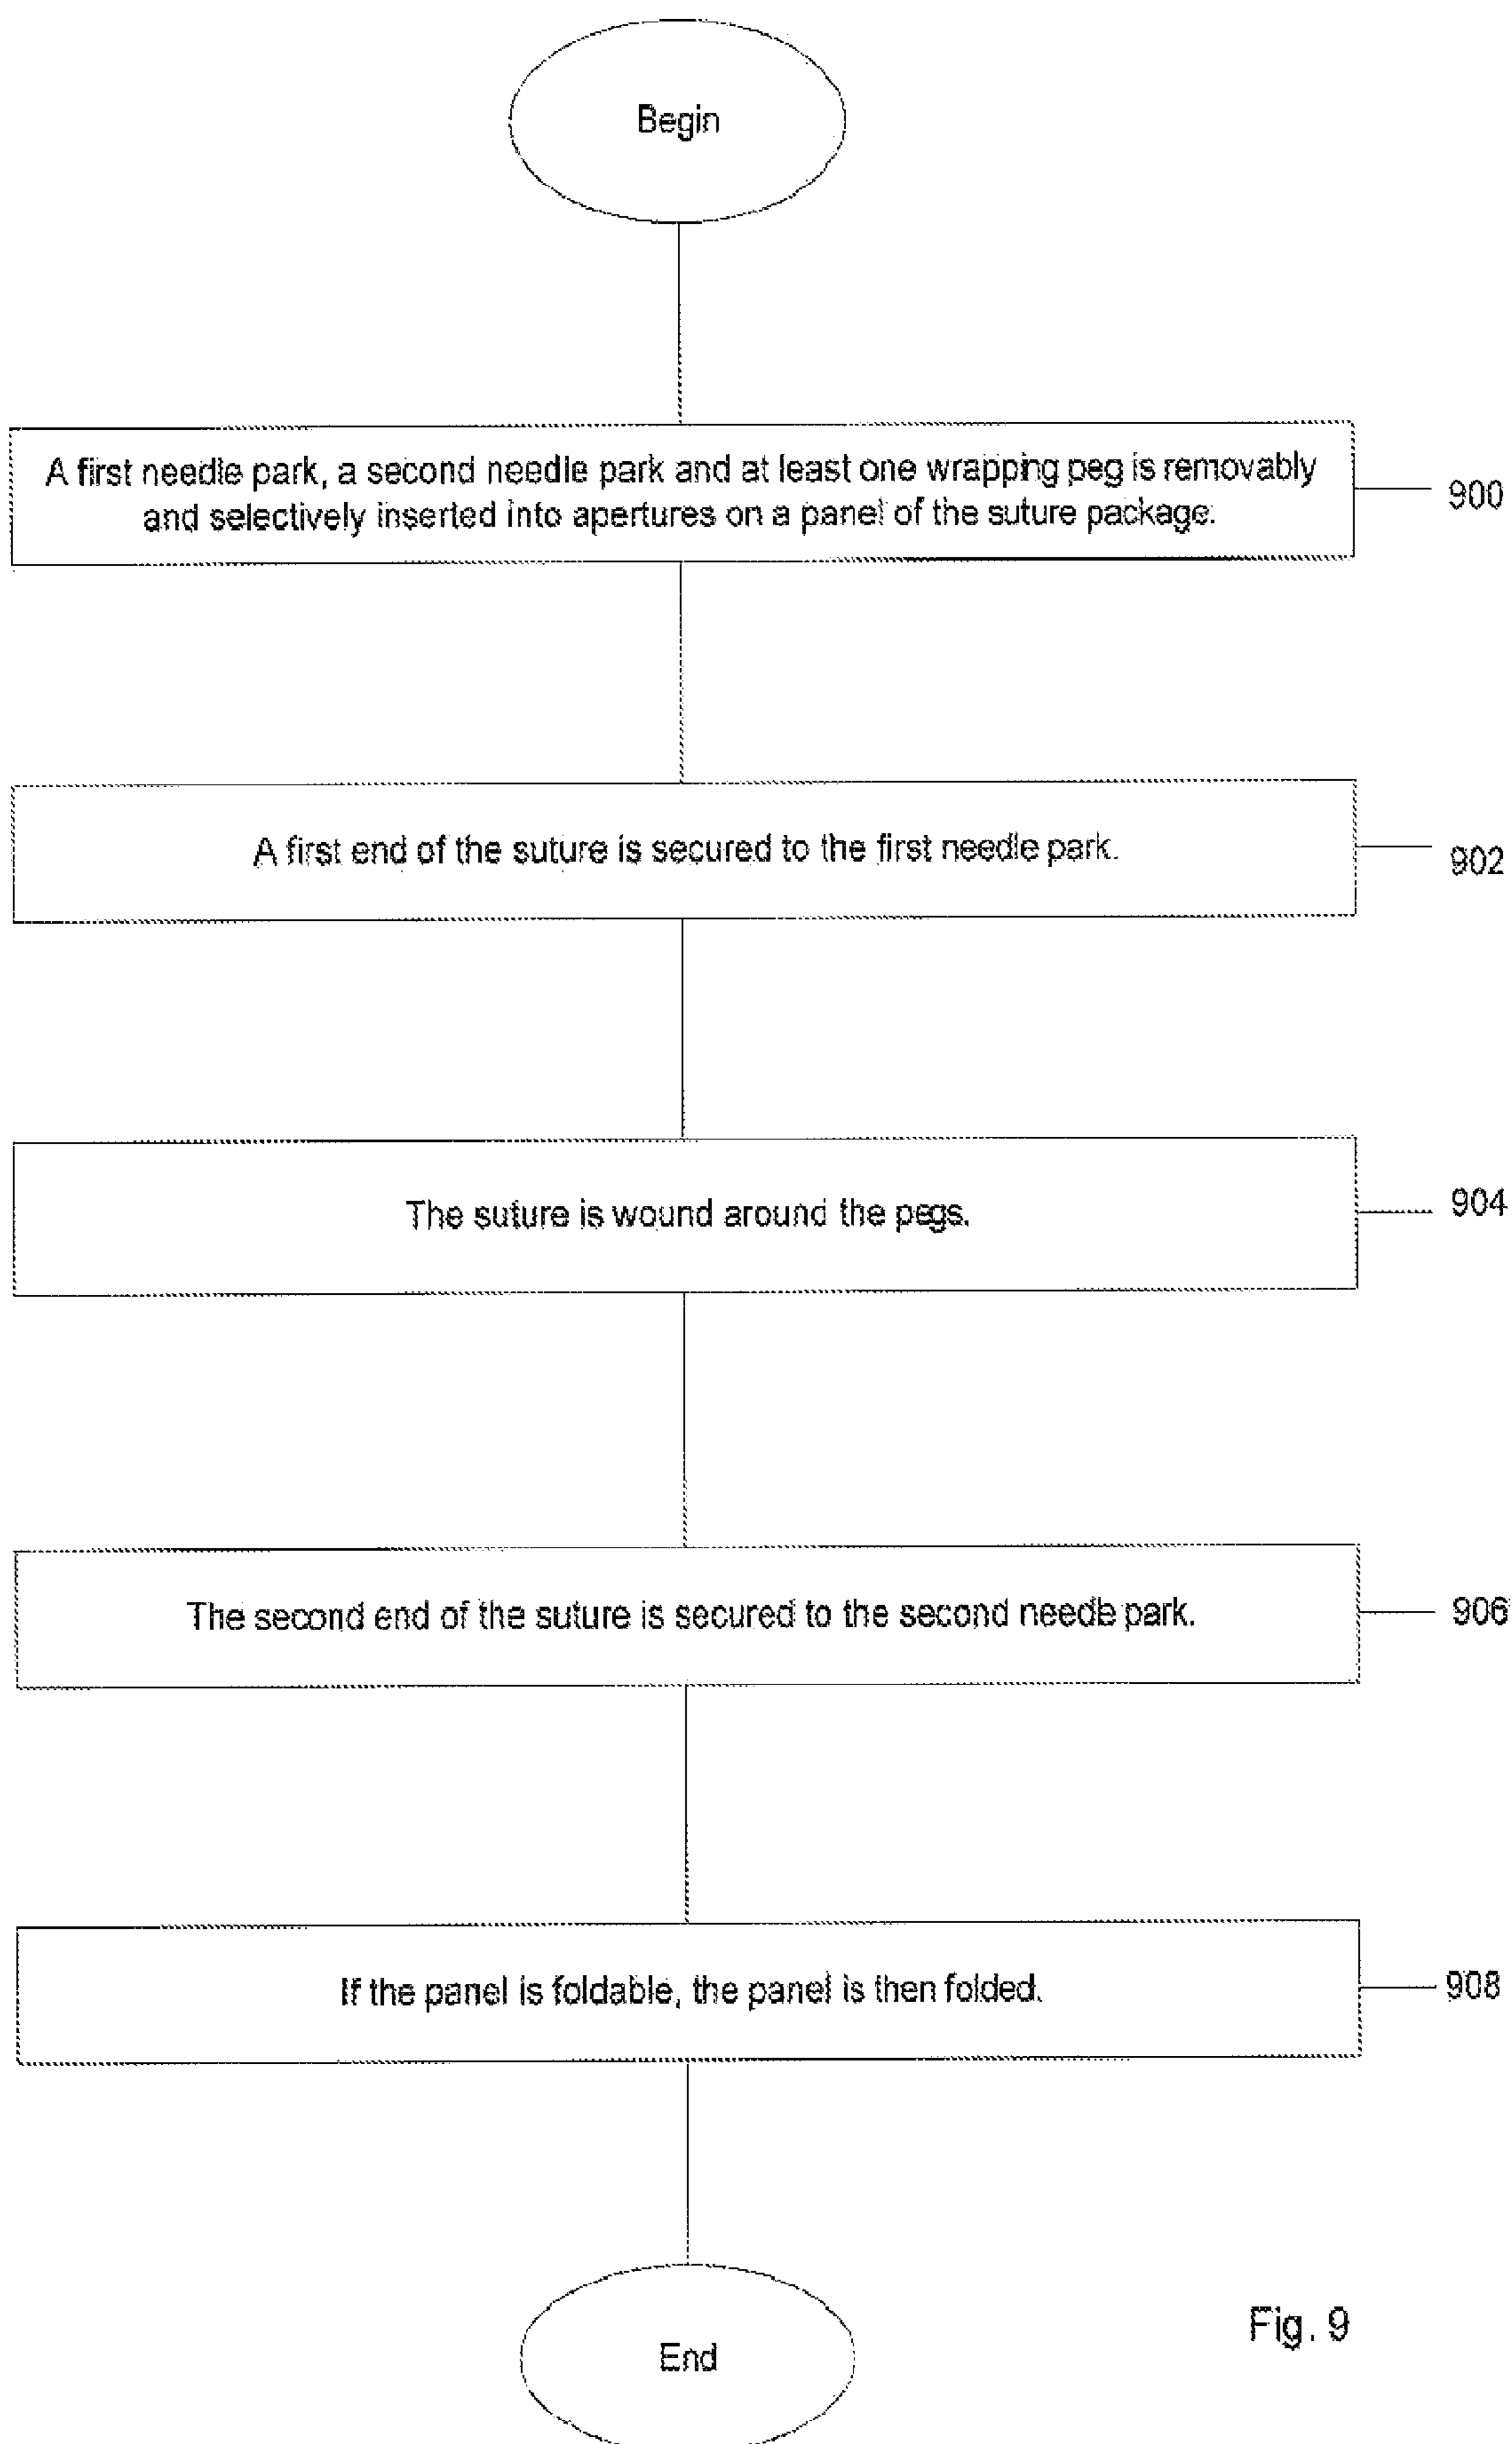 Begin
A first needle park, a second needle park and at least one wrapping peg is removably
and selectively inserted into apertures on a panel of the suture package.
900
A first end of the suture is secured to the first needle park.
902
The suture is wound around the pegs.
904
The second end of the suture is secured to the second needle park.
906
If the panel is foldable, the panel is then folded.
908
End
Fig. 9